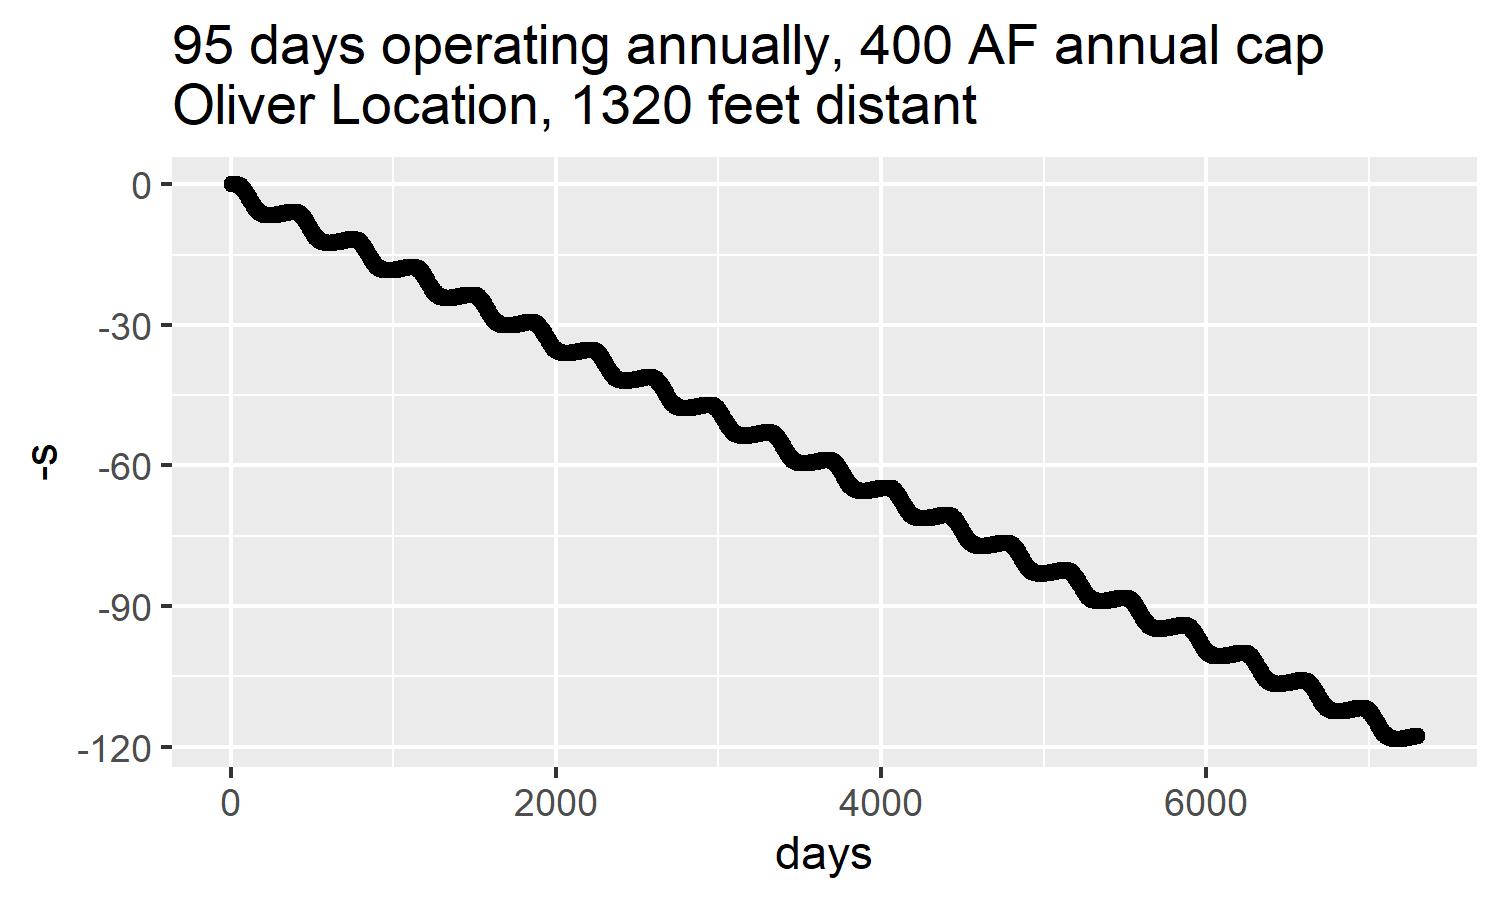 95 days operating annually, 400 AF annual cap
Oliver Location, 1320 feet distant
0
-30
-60
-90
-120
-s
0 2000 4000 6000
days